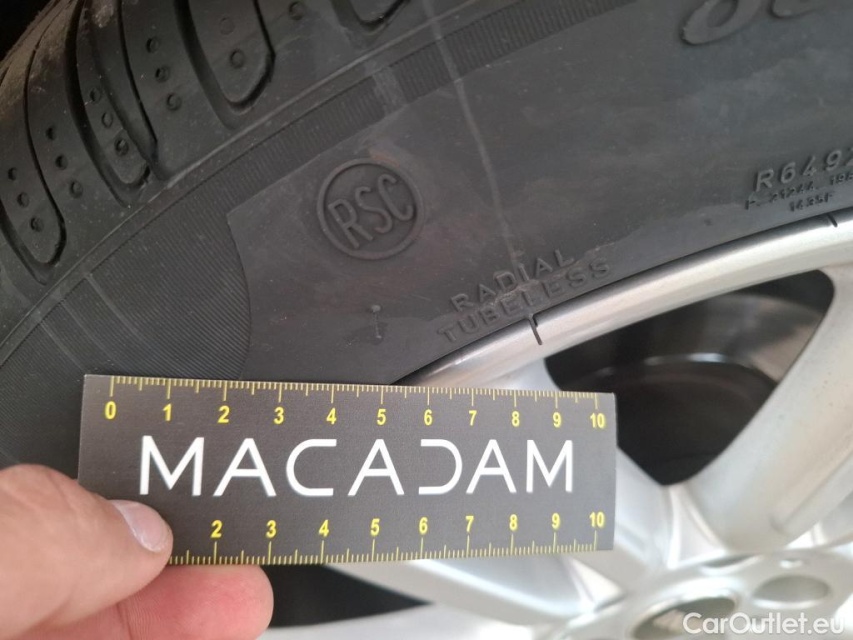 RSC
RADIAL
TUBELESS
0 1 2 3 4 5 6 7 8 9 10
MACADAM
2 3 4 5 6 7 8 9 10
CarOutlet.eu